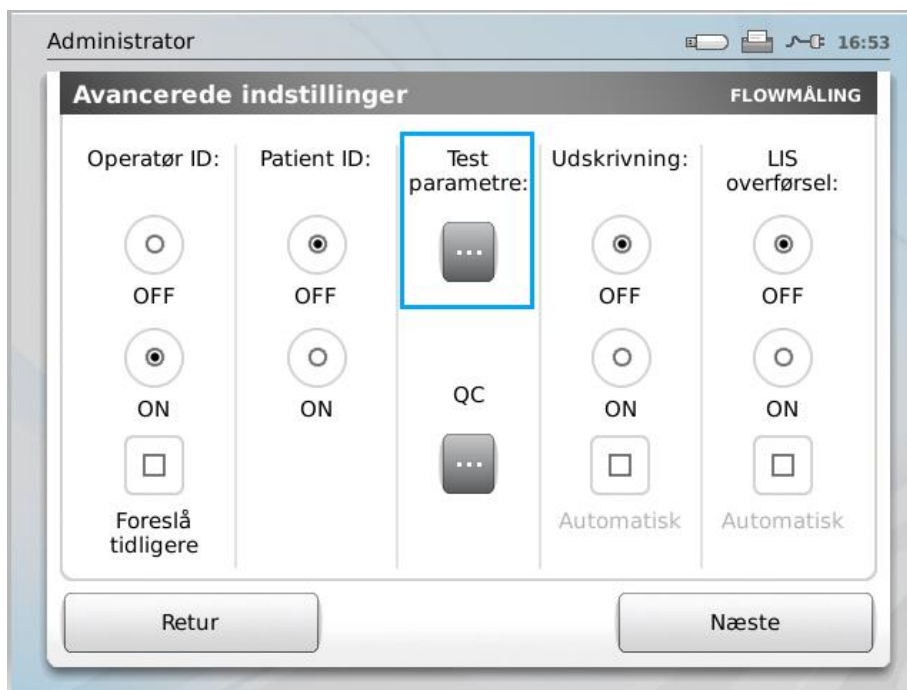 Administrator
16:53
Avancerede indstillinger
FLOWMÅLING
Operatør ID:
OFF
ON
Foreslå
tidligere
Patient ID:
OFF
ON
Test
parametre:
...
QC
...
Udskrivning:
OFF
ON
Automatisk
LIS
overførsel:
OFF
ON
Automatisk
Retur
Næste